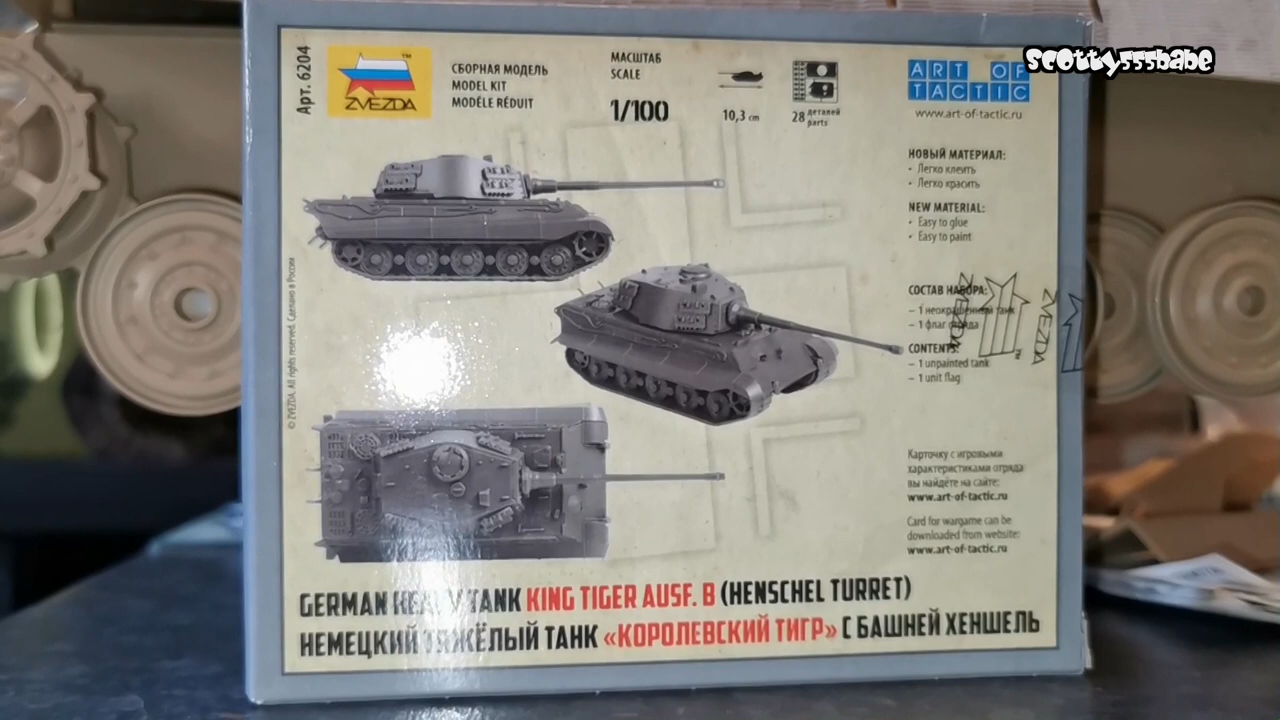 scotty555babe
Арт. 6204
ZVEZDA™
СБОРНАЯ МОДЕЛЬ
MODEL KIT
MODÈLE RÉDUIT
МАСШТАБ
SCALE
1/100
10,3 cm
28 деталей
parts
ART OF
TACTIC
www.art-of-tactic.ru
НОВЫЙ МАТЕРИАЛ:
• Легко клеить
• Легко красить
NEW MATERIAL:
• Easy to glue
• Easy to paint
СОСТАВ НАБОРА:
– 1 неокрашенный танк
– 1 флаг отряда
CONTENTS:
– 1 unpainted tank
– 1 unit flag
ZVEZDA
ZVEZDA
© ZVEZDA. All rights reserved. Сделано в России
Карточку с игровыми
характеристиками отряда
вы найдёте на сайте:
www.art-of-tactic.ru
Card for wargame can be
downloaded from website:
www.art-of-tactic.ru
GERMAN HEAVY TANK KING TIGER AUSF. B (HENSCHEL TURRET)
НЕМЕЦКИЙ ТЯЖЁЛЫЙ ТАНК «КОРОЛЕВСКИЙ ТИГР» С БАШНЕЙ ХЕНШЕЛЬ